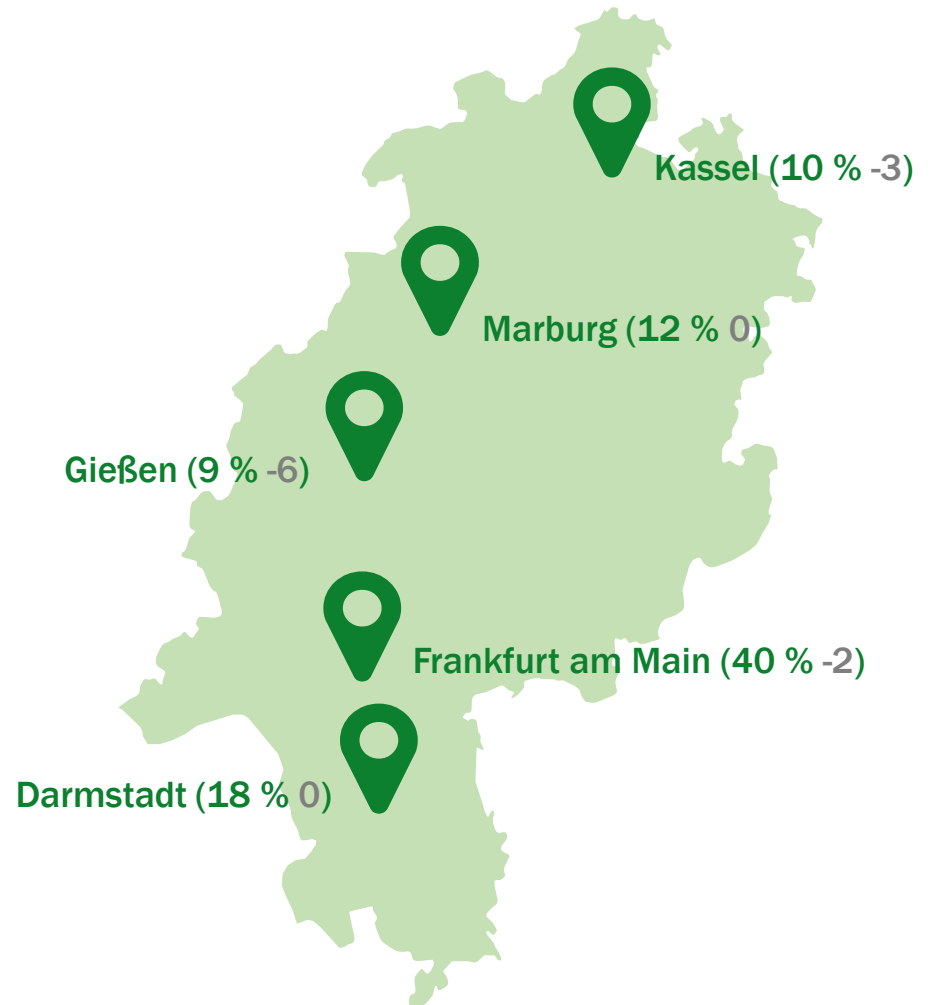 Kassel (10 % -3)
Marburg (12 % 0)
Gießen (9 % -6)
Frankfurt am Main (40 % -2)
Darmstadt (18 % 0)